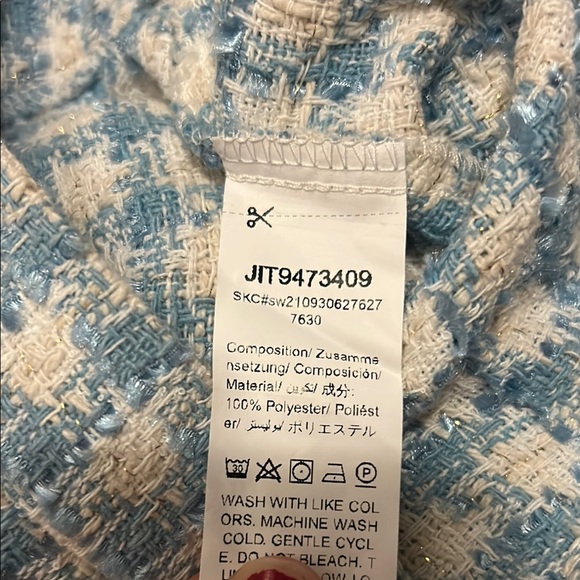 JIT9473409
SKC#sw210930627627
7630
Composition/ Zusamme
nsetzung/ Composición/
Material/ تكوين/ 成分:
100% Polyester/ Poliést
er/ بوليستر/ ポリエステル
30 P
WASH WITH LIKE COL
ORS. MACHINE WASH
COLD. GENTLE CYCL
E. DO NOT BLEACH. T